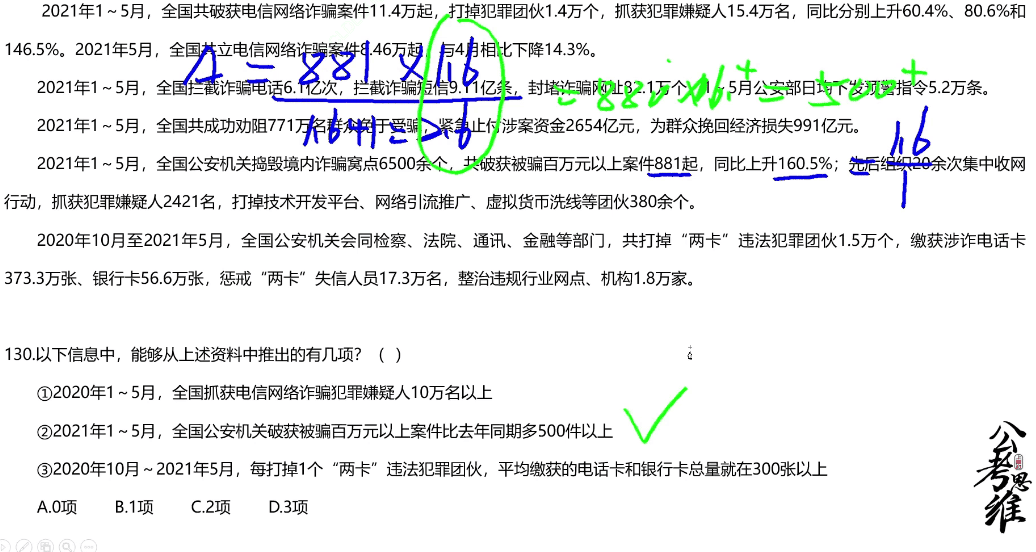 2021年1～5月，全国共破获电信网络诈骗案件11.4万起，打掉犯罪团伙1.4万个，抓获犯罪嫌疑人15.4万名，同比分别上升60.4%、80.6%和
146.5%。2021年5月，全国共立电信网络诈骗案件8.46万起，与4月相比下降14.3%。
A = 881 × 1.6
1.6+1 = 2.6
= 880 × 0.6⁺ = 500⁺
2021年1～5月，全国拦截诈骗电话6.1亿次，拦截诈骗短信9.11亿条，封堵诈骗网址82.1万个，1～5月公安部日均下发预警指令5.2万条。
2021年1～5月，全国共成功劝阻771万名群众免于受骗，紧急止付涉案资金2654亿元，为群众挽回经济损失991亿元。
= 1.6
1
2021年1～5月，全国公安机关捣毁境内诈骗窝点6500余个，共破获被骗百万元以上案件881起，同比上升160.5%；先后组织20余次集中收网
行动，抓获犯罪嫌疑人2421名，打掉技术开发平台、网络引流推广、虚拟货币洗线等团伙380余个。
2020年10月至2021年5月，全国公安机关会同检察、法院、通讯、金融等部门，共打掉“两卡”违法犯罪团伙1.5万个，缴获涉诈电话卡
373.3万张、银行卡56.6万张，惩戒“两卡”失信人员17.3万名，整治违规行业网点、机构1.8万家。
130.以下信息中，能够从上述资料中推出的有几项？（ ）
①2020年1～5月，全国抓获电信网络诈骗犯罪嫌疑人10万名以上
②2021年1～5月，全国公安机关破获被骗百万元以上案件比去年同期多500件以上
③2020年10月～2021年5月，每打掉1个“两卡”违法犯罪团伙，平均缴获的电话卡和银行卡总量就在300张以上
A.0项 B.1项 C.2项 D.3项
公考思维